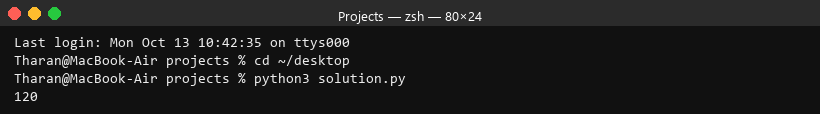 Projects — zsh — 80×24
Last login: Mon Oct 13 10:42:35 on ttys000
Tharan@MacBook-Air projects % cd ~/desktop
Tharan@MacBook-Air projects % python3 solution.py
120